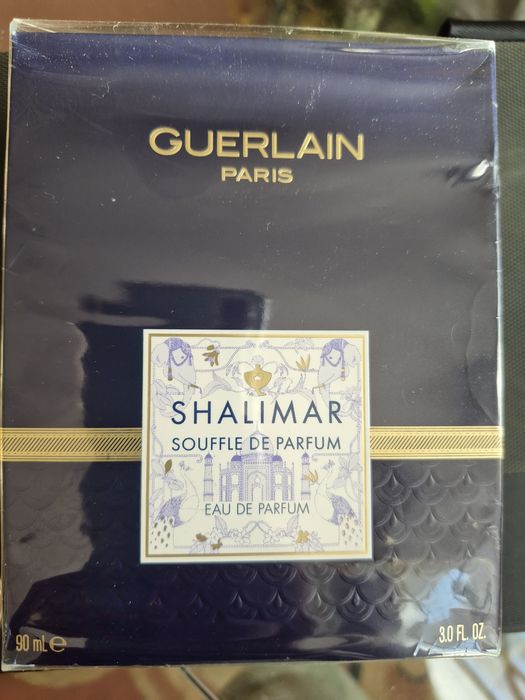 GUERLAIN
PARIS
SHALIMAR
SOUFFLE DE PARFUM
EAU DE PARFUM
90 mL e
3.0 FL. OZ.